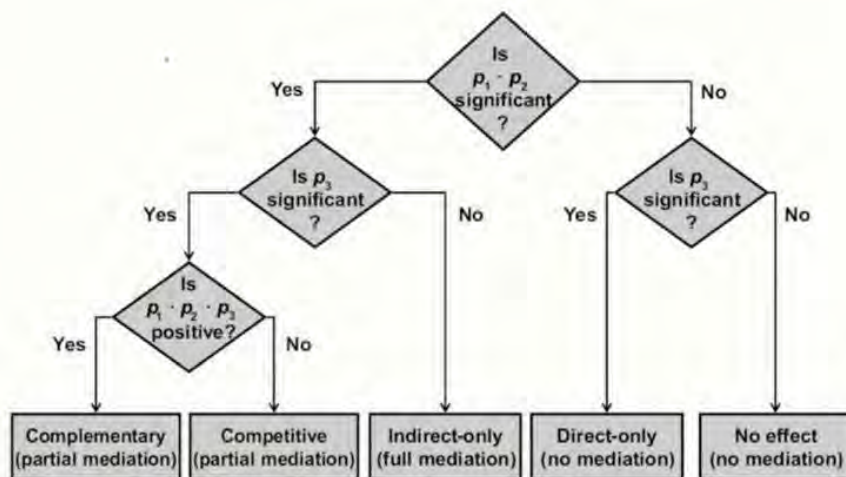 Is
p₁ · p₂
significant
?
Yes
No
Is p₃
significant
?
Is p₃
significant
?
Yes
No
Yes
No
Is
p₁ · p₂ · p₃
positive?
Yes
No
Complementary
(partial mediation)
Competitive
(partial mediation)
Indirect-only
(full mediation)
Direct-only
(no mediation)
No effect
(no mediation)